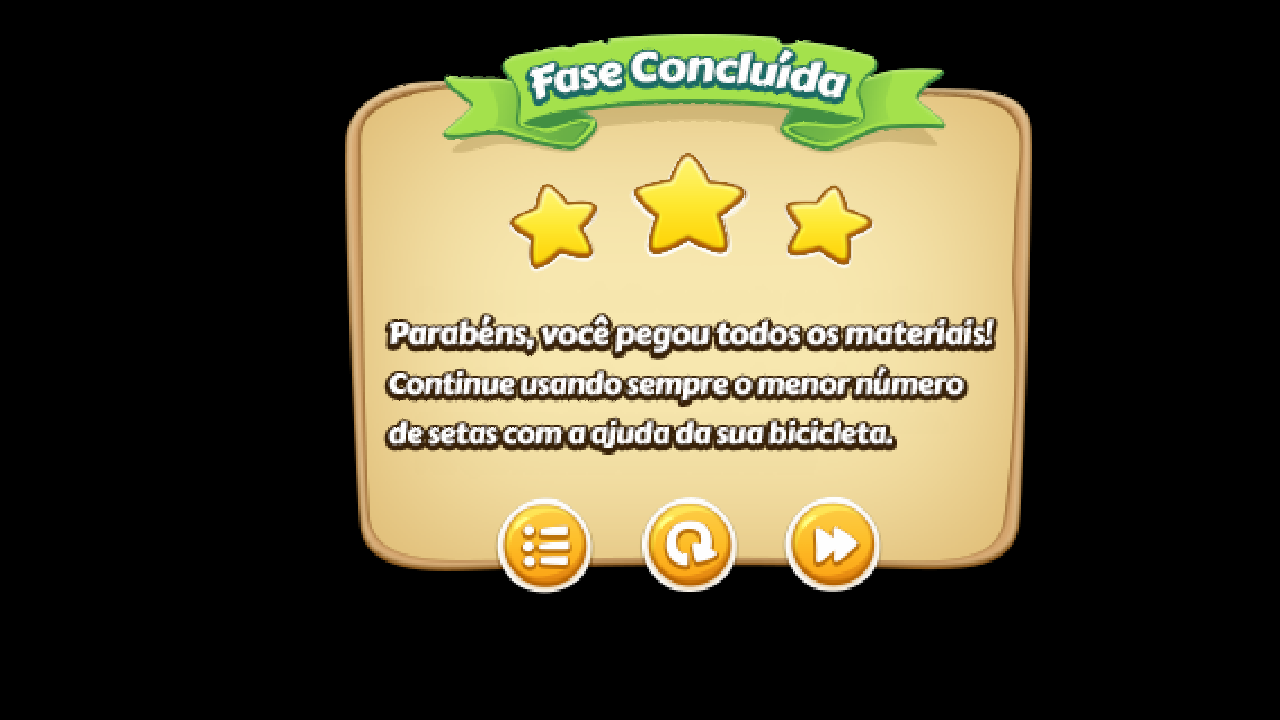 Fase Concluída
Parabéns, você pegou todos os materiais!
Continue usando sempre o menor número
de setas com a ajuda da sua bicicleta.